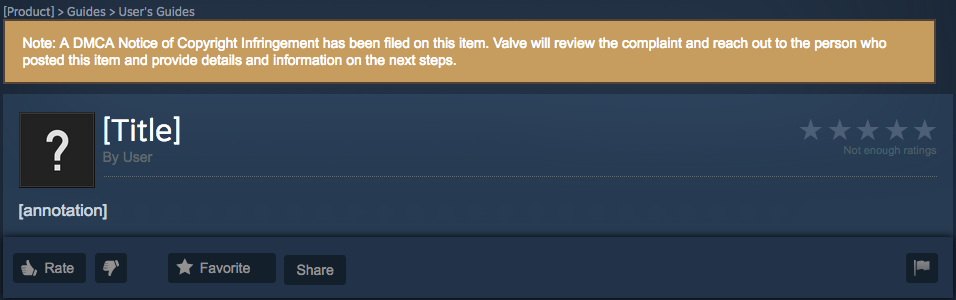 [Product] > Guides > User's Guides
Note: A DMCA Notice of Copyright Infringement has been filed on this item. Valve will review the complaint and reach out to the person who
posted this item and provide details and information on the next steps.
?
[Title]
By User
Not enough ratings
[annotation]
Rate
Favorite
Share